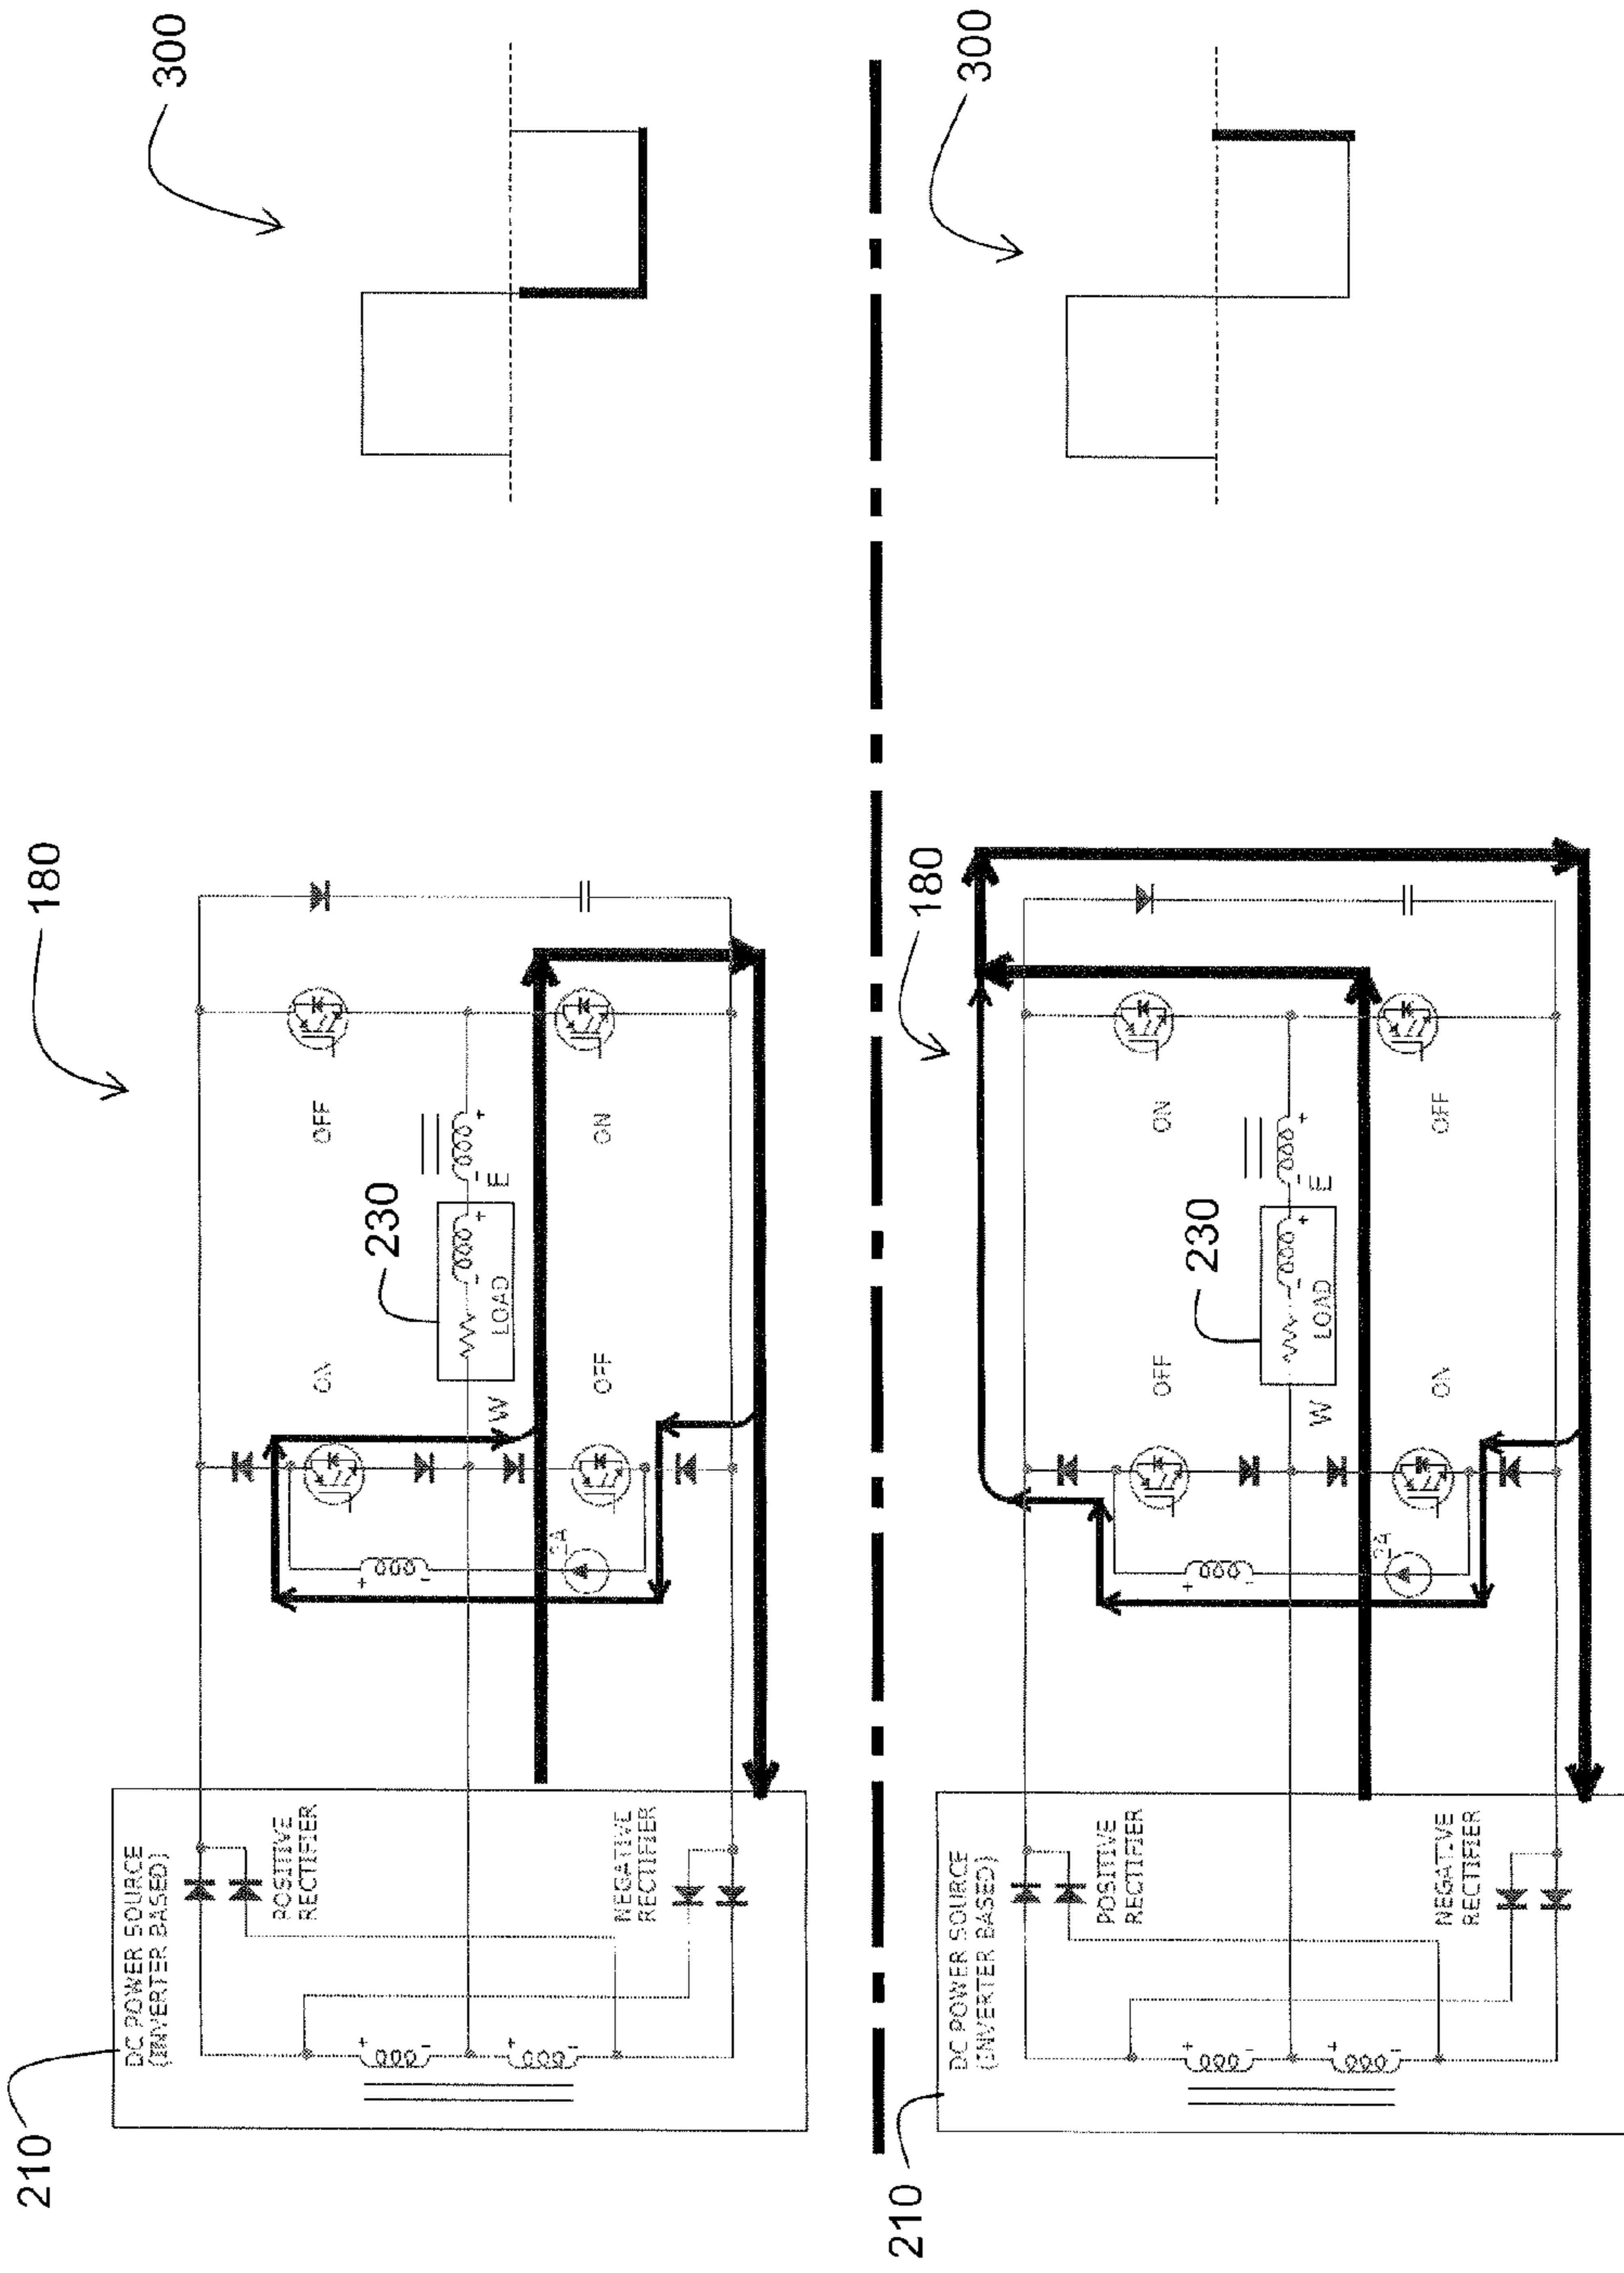 210
180
300
DC POWER SOURCE
(INVERTER BASED)
POSITIVE
RECTIFIER
NEGATIVE
RECTIFIER
ON
OFF
230
LOAD
W
E
OFF
ON
2A
+
-
+
-
+
-
+
-
+
-
210
180
300
DC POWER SOURCE
(INVERTER BASED)
POSITIVE
RECTIFIER
NEGATIVE
RECTIFIER
OFF
ON
230
LOAD
W
E
ON
OFF
2A
+
-
+
-
+
-
+
-
+
-